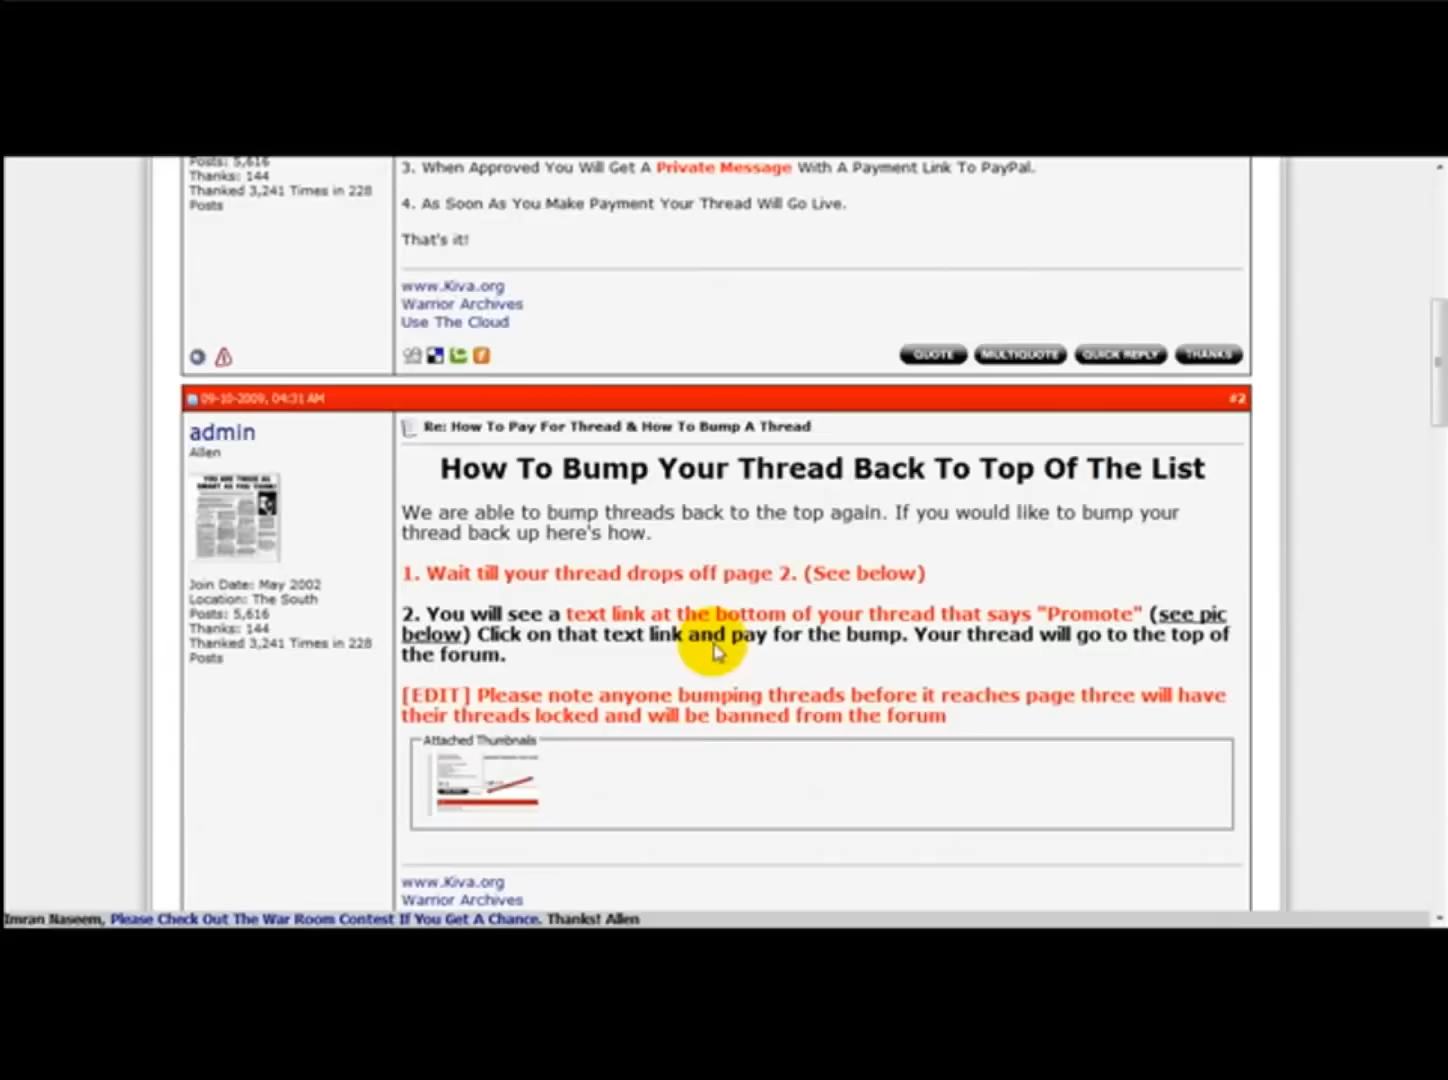 Posts: 5,616
Thanks: 144
Thanked 3,241 Times in 228
Posts
3. When Approved You Will Get A Private Message With A Payment Link To PayPal.
4. As Soon As You Make Payment Your Thread Will Go Live.
That's it!
www.Kiva.org
Warrior Archives
Use The Cloud
QUOTE MULTIQUOTE QUICK REPLY THANKS
09-10-2009, 04:31 AM #2
admin
Allen
YOU ARE TWICE AS
SMART AS YOU THINK!
Join Date: May 2002
Location: The South
Posts: 5,616
Thanks: 144
Thanked 3,241 Times in 228
Posts
Re: How To Pay For Thread & How To Bump A Thread
How To Bump Your Thread Back To Top Of The List
We are able to bump threads back to the top again. If you would like to bump your
thread back up here's how.
1. Wait till your thread drops off page 2. (See below)
2. You will see a text link at the bottom of your thread that says "Promote" (see pic
below) Click on that text link and pay for the bump. Your thread will go to the top of
the forum.
[EDIT] Please note anyone bumping threads before it reaches page three will have
their threads locked and will be banned from the forum
Attached Thumbnails
www.Kiva.org
Warrior Archives
Imran Naseem, Please Check Out The War Room Contest If You Get A Chance. Thanks! Allen